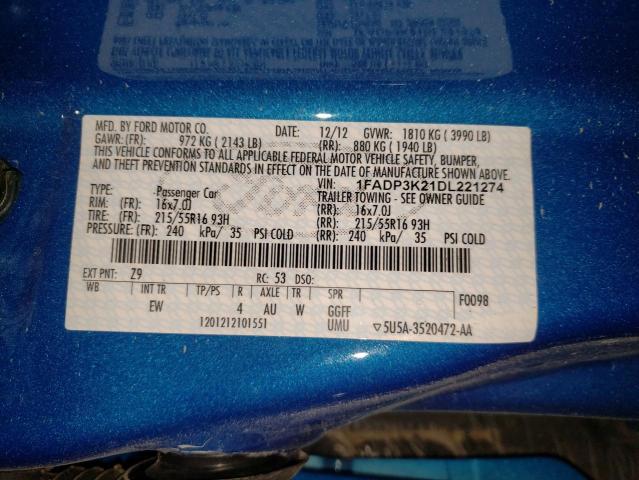 MFD. BY FORD MOTOR CO. DATE: 12/12 GVWR: 1810 KG ( 3990 LB)
GAWR: (FR): 972 KG ( 2143 LB) (RR): 880 KG ( 1940 LB)
THIS VEHICLE CONFORMS TO ALL APPLICABLE FEDERAL MOTOR VEHICLE SAFETY, BUMPER,
AND THEFT PREVENTION STANDARDS IN EFFECT ON THE DATE OF MANUFACTURE SHOWN ABOVE.
VIN: 1FADP3K21DL221274
TYPE: Passenger Car TRAILER TOWING - SEE OWNER GUIDE
RIM: (FR) 16x7.0J (RR): 16x7.0J
TIRE: (FR) 215/55R16 93H (RR): 215/55R16 93H
PRESSURE: (FR) 240 kPa/ 35 PSI COLD (RR): 240 kPa/ 35 PSI COLD
EXT PNT: Z9 RC: 53 DSO: F0098
WB INT TR TP/PS R AXLE TR SPR
EW 4 AU W GGFF
1201212101551 UMU 5U5A-3520472-AA